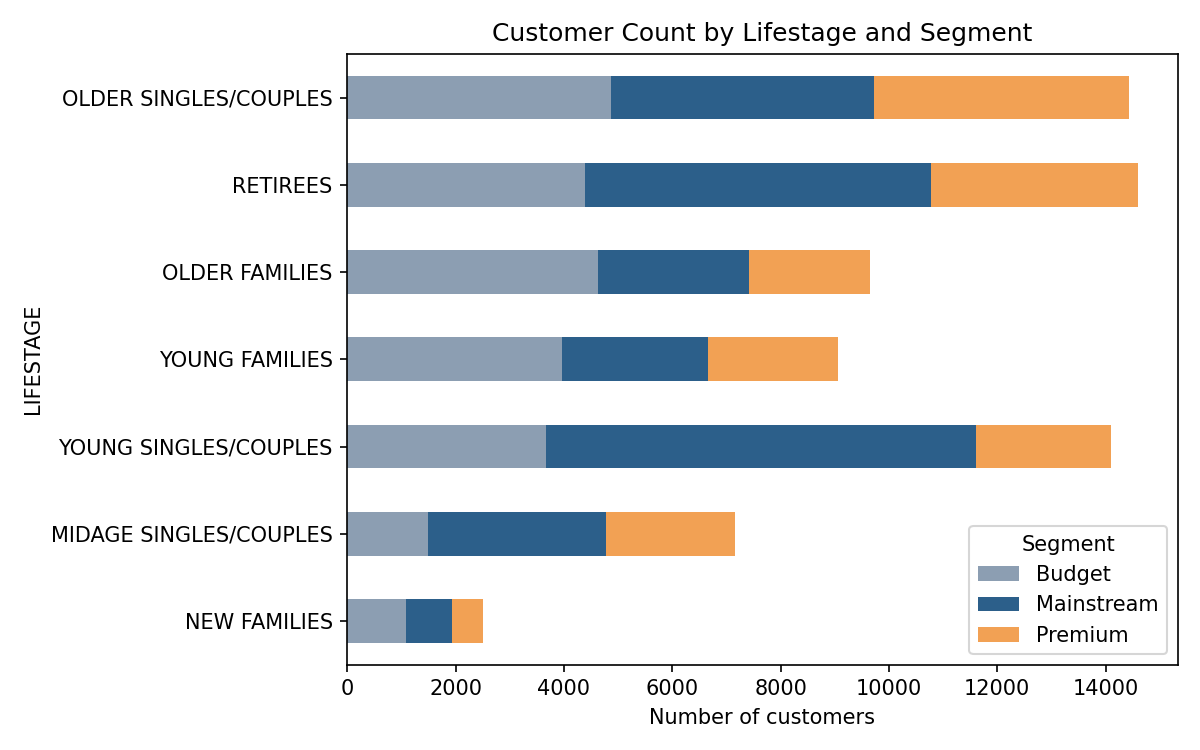 Customer Count by Lifestage and Segment
OLDER SINGLES/COUPLES
RETIREES
OLDER FAMILIES
YOUNG FAMILIES
YOUNG SINGLES/COUPLES
MIDAGE SINGLES/COUPLES
NEW FAMILIES
LIFESTAGE
Segment
Budget
Mainstream
Premium
0 2000 4000 6000 8000 10000 12000 14000
Number of customers